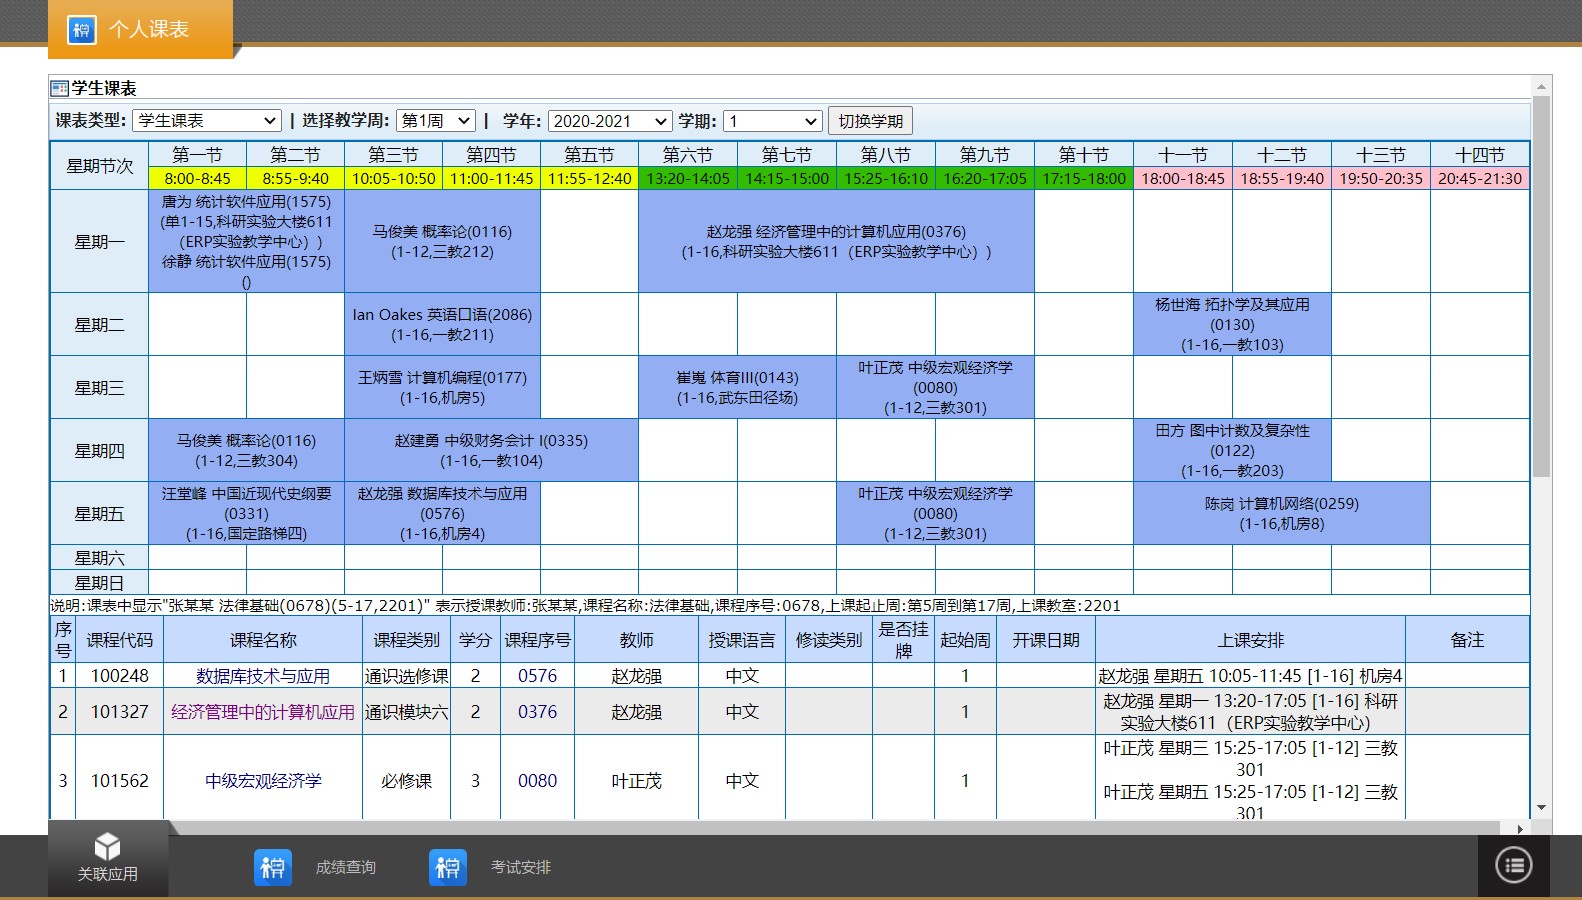 个人课表
学生课表
课表类型: 学生课表 | 选择教学周: 第1周 | 学年: 2020-2021 学期: 1 切换学期
星期节次 第一节 第二节 第三节 第四节 第五节 第六节 第七节 第八节 第九节 第十节 十一节 十二节 十三节 十四节
8:00-8:45 8:55-9:40 10:05-10:50 11:00-11:45 11:55-12:40 13:20-14:05 14:15-15:00 15:25-16:10 16:20-17:05 17:15-18:00 18:00-18:45 18:55-19:40 19:50-20:35 20:45-21:30
星期一
唐为 统计软件应用(1575)
(单1-15,科研实验大楼611
（ERP实验教学中心）)
徐静 统计软件应用(1575)
()
马俊美 概率论(0116)
(1-12,三教212)
赵龙强 经济管理中的计算机应用(0376)
(1-16,科研实验大楼611（ERP实验教学中心）)
星期二
Ian Oakes 英语口语(2086)
(1-16,一教211)
杨世海 拓扑学及其应用
(0130)
(1-16,一教103)
星期三
王炳雪 计算机编程(0177)
(1-16,机房5)
崔嵬 体育III(0143)
(1-16,武东田径场)
叶正茂 中级宏观经济学
(0080)
(1-12,三教301)
星期四
马俊美 概率论(0116)
(1-12,三教304)
赵建勇 中级财务会计 I(0335)
(1-16,一教104)
田方 图中计数及复杂性
(0122)
(1-16,一教203)
星期五
汪堂峰 中国近现代史纲要
(0331)
(1-16,国定路梯四)
赵龙强 数据库技术与应用
(0576)
(1-16,机房4)
叶正茂 中级宏观经济学
(0080)
(1-12,三教301)
陈岗 计算机网络(0259)
(1-16,机房8)
星期六
星期日
说明:课表中显示"张某某 法律基础(0678)(5-17,2201)" 表示授课教师:张某某,课程名称:法律基础,课程序号:0678,上课起止周:第5周到第17周,上课教室:2201
序号 课程代码 课程名称 课程类别 学分 课程序号 教师 授课语言 修读类别 是否挂牌 起始周 开课日期 上课安排 备注
1 100248 数据库技术与应用 通识选修课 2 0576 赵龙强 中文 1 赵龙强 星期五 10:05-11:45 [1-16] 机房4
2 101327 经济管理中的计算机应用 通识模块六 2 0376 赵龙强 中文 1 赵龙强 星期一 13:20-17:05 [1-16] 科研
实验大楼611（ERP实验教学中心）
3 101562 中级宏观经济学 必修课 3 0080 叶正茂 中文 1 叶正茂 星期三 15:25-17:05 [1-12] 三教
301
叶正茂 星期五 15:25-17:05 [1-12] 三教
301
关联应用 成绩查询 考试安排